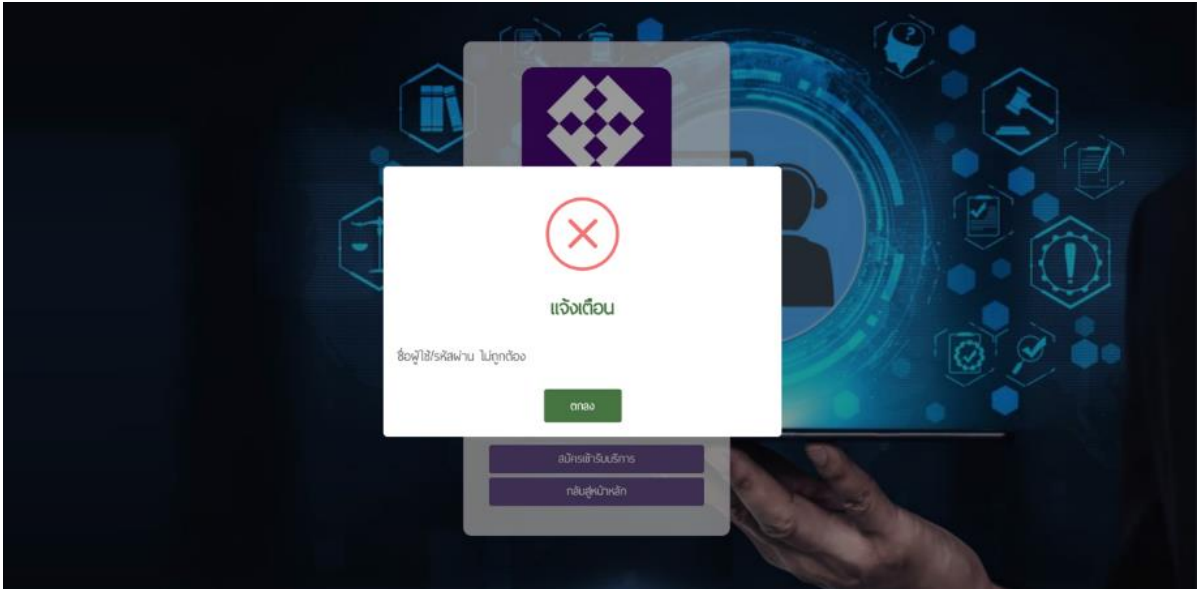 แจ้งเตือน
ชื่อผู้ใช้/รหัสผ่าน ไม่ถูกต้อง
ตกลง
สมัครเข้ารับบริการ
กลับสู่หน้าหลัก